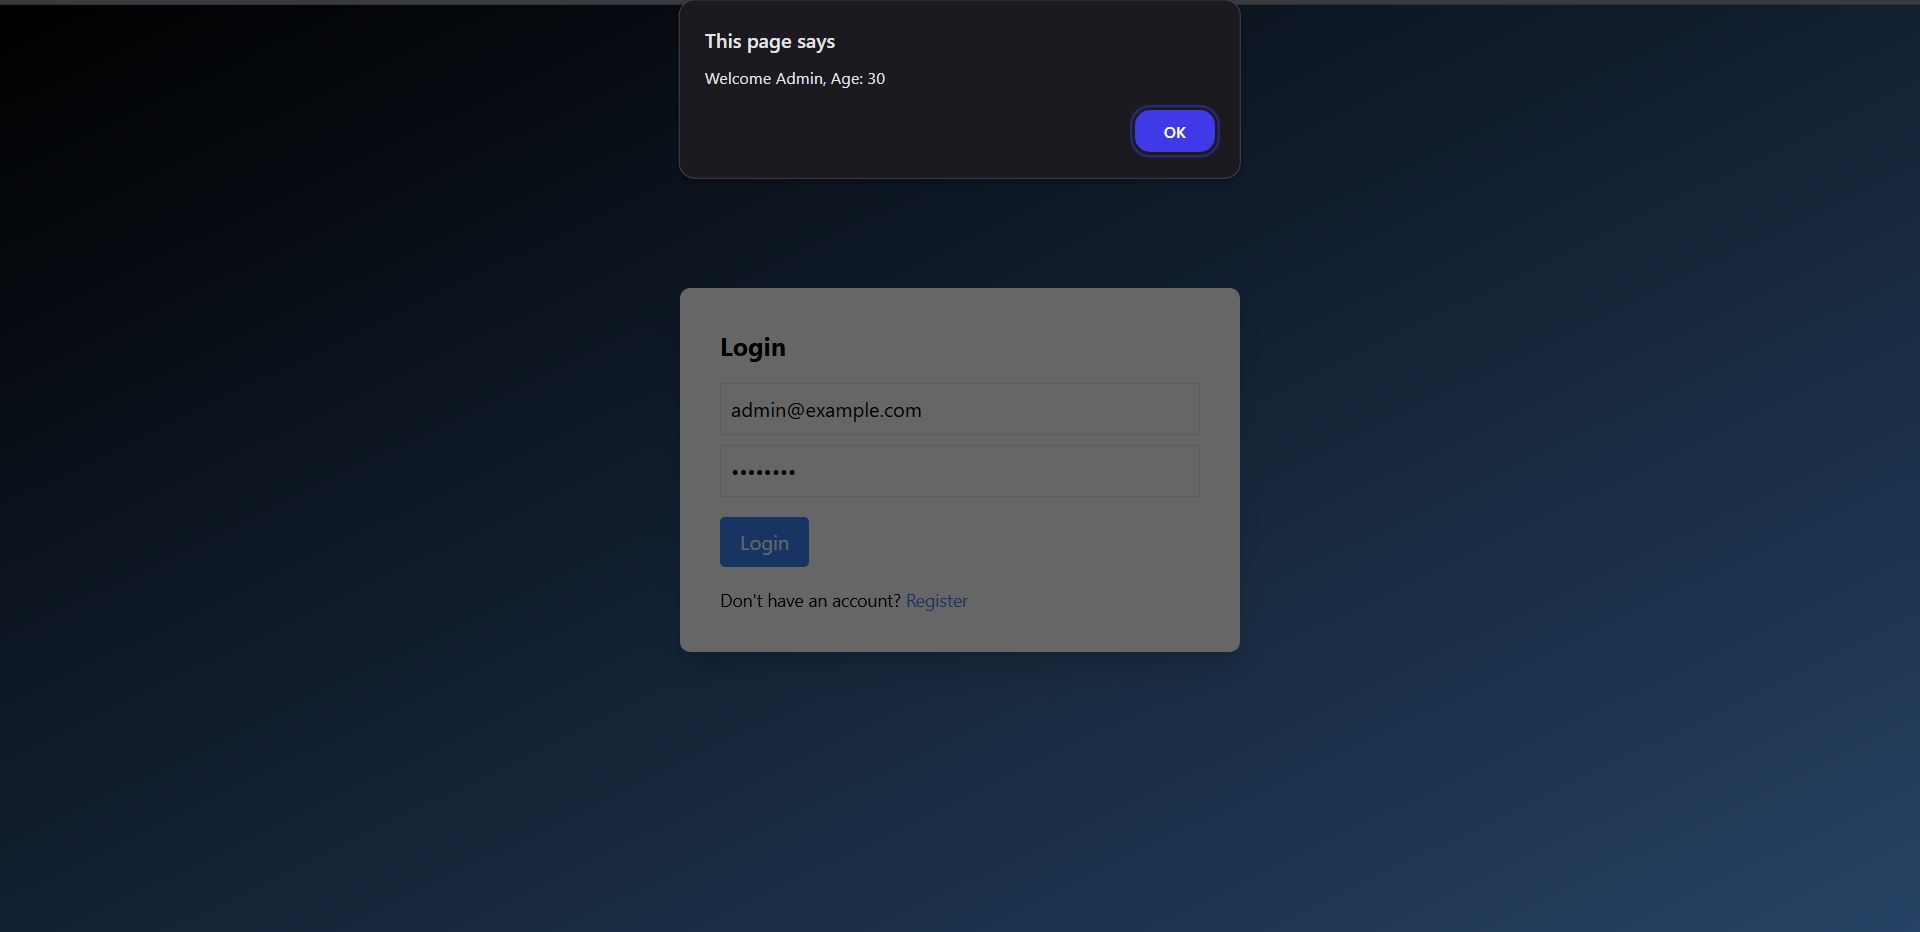 This page says
Welcome Admin, Age: 30
OK
Login
admin@example.com
••••••••
Login
Don't have an account? Register